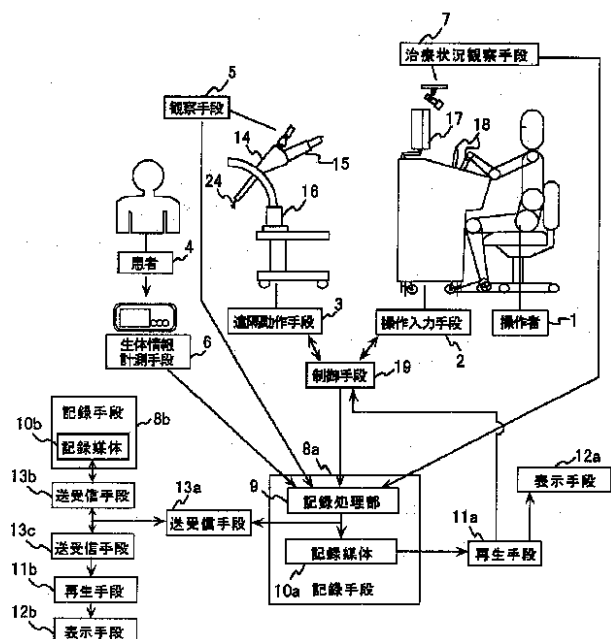 7
治療状況観察手段
5
観察手段
14
15
17
18
24
16
患者
4
遠隔動作手段
3
操作入力手段
2
操作者
1
生体情報
計測手段
6
制御手段
19
記録手段
8b
10b
記録媒体
8a
12a
表示手段
13b
送受信手段
13a
送受信手段
9
記録処理部
11a
再生手段
13c
送受信手段
記録媒体
10a
記録手段
11b
再生手段
12b
表示手段